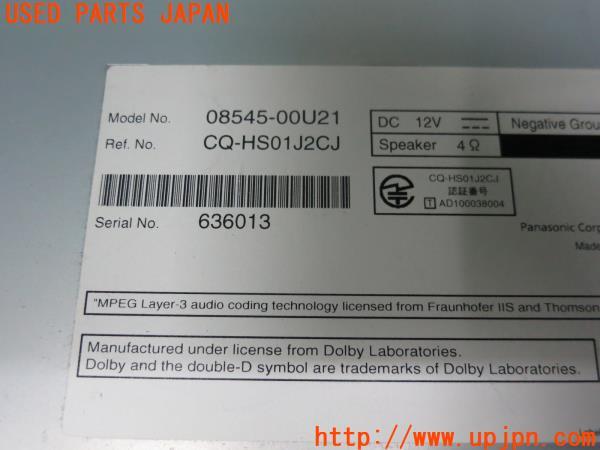 USED PARTS JAPAN
Model No. 08545-00U21
Ref. No. CQ-HS01J2CJ
DC 12V Negative Grou
Speaker 4 Ω
CQ-HS01J2CJ
認証番号
T AD100038004
Serial No. 636013
Panasonic Corp
Made
"MPEG Layer-3 audio coding technology licensed from Fraunhofer IIS and Thomson
Manufactured under license from Dolby Laboratories.
Dolby and the double-D symbol are trademarks of Dolby Laboratories.
http://www.upjpn.com/